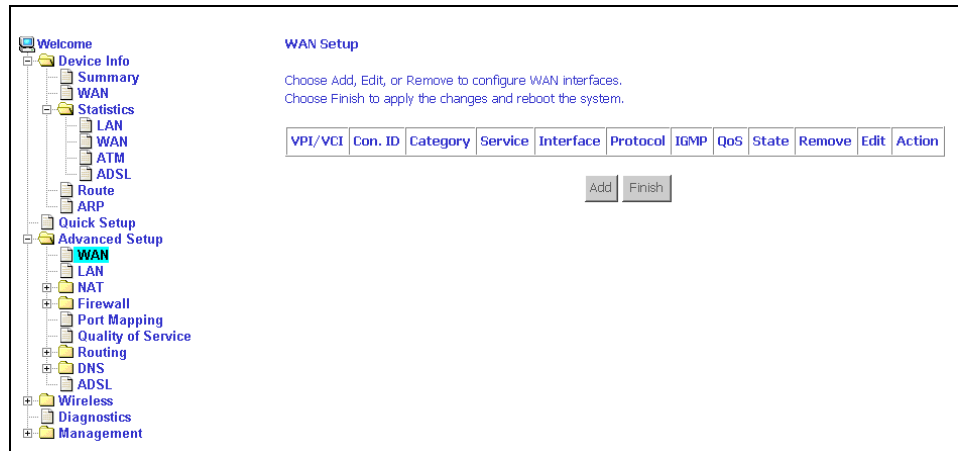 Welcome
Device Info
Summary
WAN
Statistics
LAN
WAN
ATM
ADSL
Route
ARP
Quick Setup
Advanced Setup
WAN
LAN
NAT
Firewall
Port Mapping
Quality of Service
Routing
DNS
ADSL
Wireless
Diagnostics
Management
WAN Setup
Choose Add, Edit, or Remove to configure WAN interfaces.
Choose Finish to apply the changes and reboot the system.
VPI/VCI Con. ID Category Service Interface Protocol IGMP QoS State Remove Edit Action
Add Finish